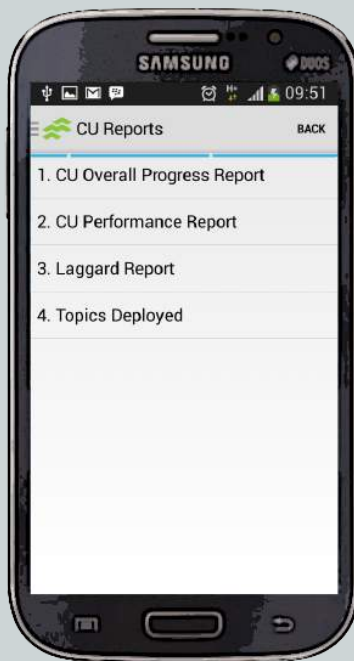 SAMSUNG
DUOS
H+
09:51
CU Reports
BACK
1. CU Overall Progress Report
2. CU Performance Report
3. Laggard Report
4. Topics Deployed